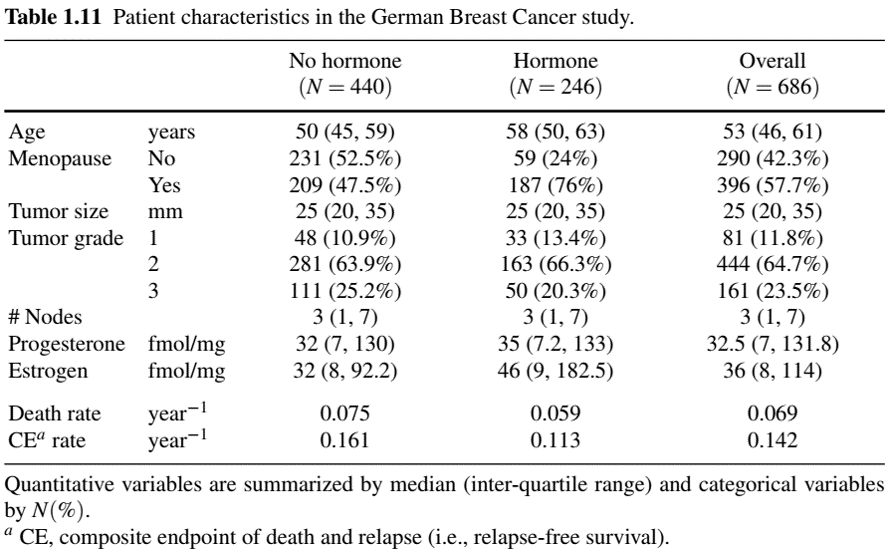 Table 1.11 Patient characteristics in the German Breast Cancer study.
No hormone Hormone Overall
(N = 440) (N = 246) (N = 686)
Age years 50 (45, 59) 58 (50, 63) 53 (46, 61)
Menopause No 231 (52.5%) 59 (24%) 290 (42.3%)
Yes 209 (47.5%) 187 (76%) 396 (57.7%)
Tumor size mm 25 (20, 35) 25 (20, 35) 25 (20, 35)
Tumor grade 1 48 (10.9%) 33 (13.4%) 81 (11.8%)
2 281 (63.9%) 163 (66.3%) 444 (64.7%)
3 111 (25.2%) 50 (20.3%) 161 (23.5%)
# Nodes 3 (1, 7) 3 (1, 7) 3 (1, 7)
Progesterone fmol/mg 32 (7, 130) 35 (7.2, 133) 32.5 (7, 131.8)
Estrogen fmol/mg 32 (8, 92.2) 46 (9, 182.5) 36 (8, 114)
Death rate year⁻¹ 0.075 0.059 0.069
CEᵃ rate year⁻¹ 0.161 0.113 0.142
Quantitative variables are summarized by median (inter-quartile range) and categorical variables
by N(%).
ᵃ CE, composite endpoint of death and relapse (i.e., relapse-free survival).